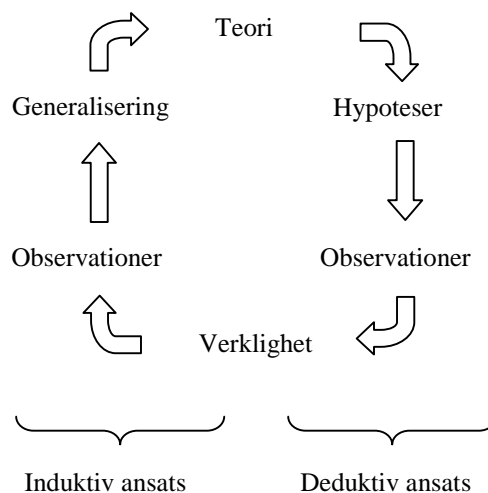 Teori
Generalisering Hypoteser
Observationer Observationer
Verklighet
Induktiv ansats Deduktiv ansats